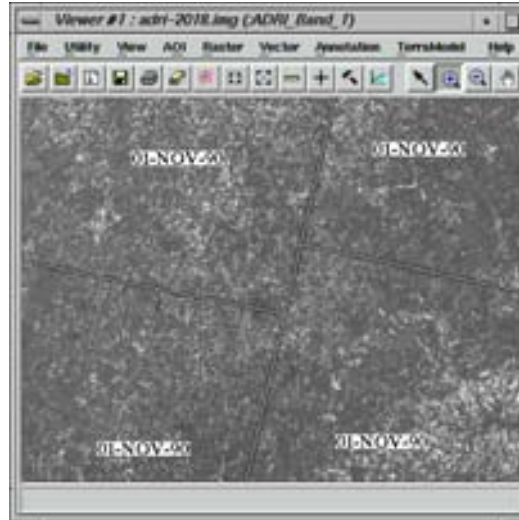 Viewer #1 : adri-2018.img (:ADRI_Band_1)
File Utility View AOI Raster Vector Annotation TerraModel Help
01-NOV-90 01-NOV-90
01-NOV-90 01-NOV-90